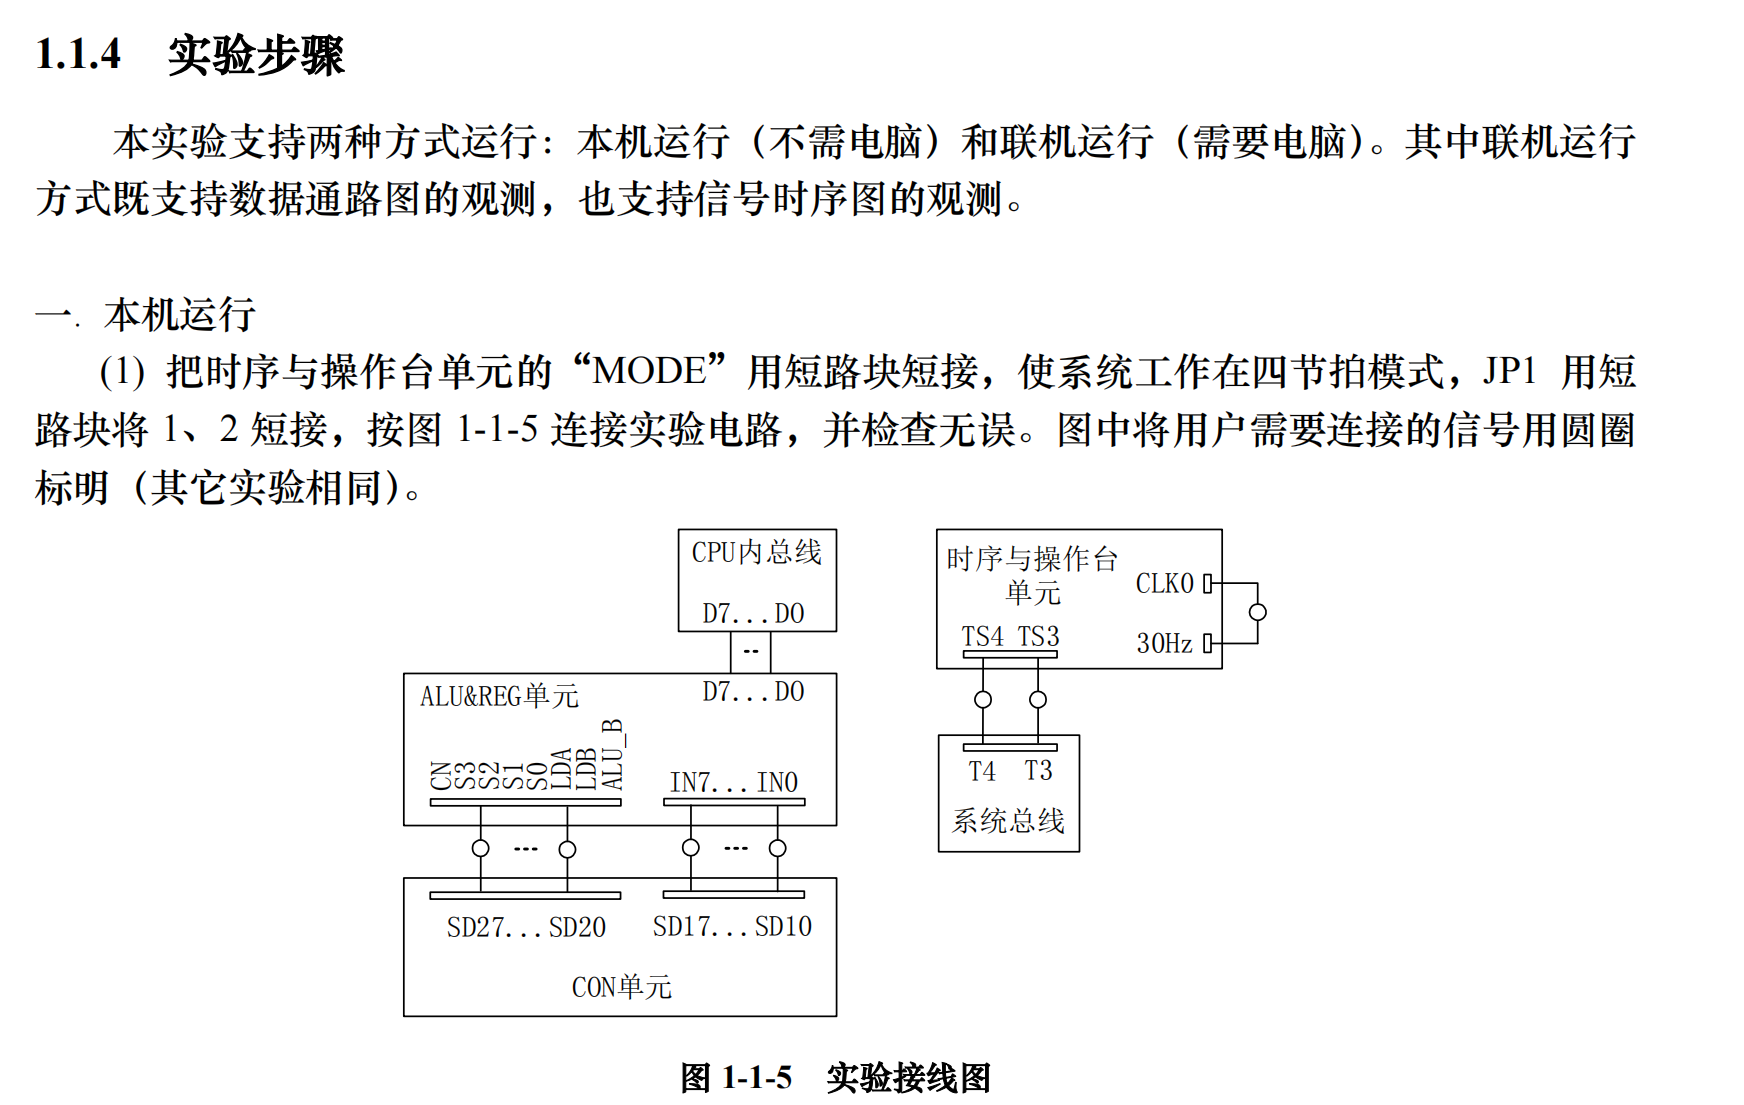 1.1.4 实验步骤
本实验支持两种方式运行：本机运行（不需电脑）和联机运行（需要电脑）。其中联机运行
方式既支持数据通路图的观测，也支持信号时序图的观测。
一. 本机运行
(1) 把时序与操作台单元的“MODE”用短路块短接，使系统工作在四节拍模式，JP1 用短
路块将 1、2 短接，按图 1-1-5 连接实验电路，并检查无误。图中将用户需要连接的信号用圆圈
标明（其它实验相同）。
CPU内总线
D7...D0
ALU&REG单元
D7...D0
CN
S3
S2
S1
S0
LDA
LDB
ALU_B
IN7...IN0
SD27...SD20
SD17...SD10
CON单元
时序与操作台
单元
CLK0
TS4 TS3
30Hz
T4 T3
系统总线
图 1-1-5 实验接线图